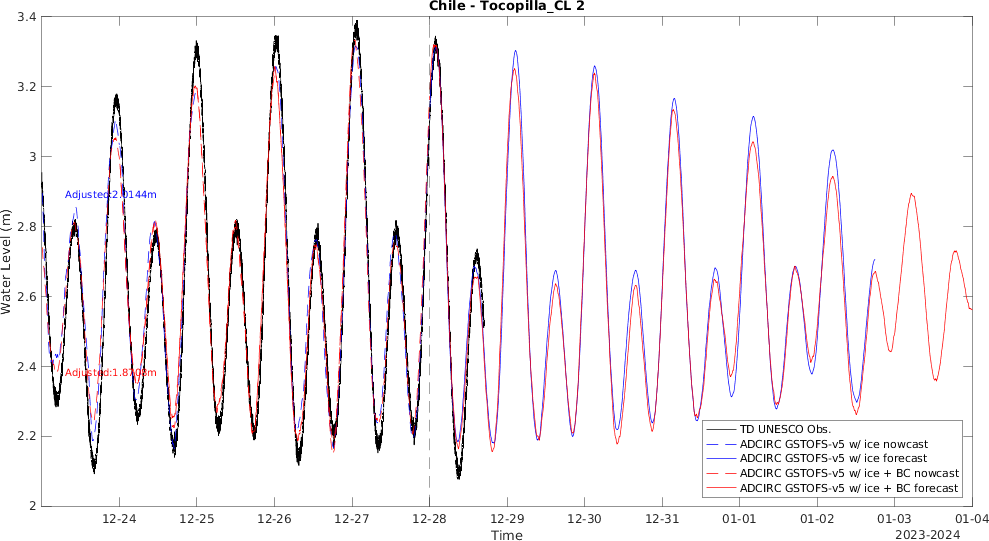 Chile - Tocopilla_CL 2
3.4
3.2
3
2.8
2.6
2.4
2.2
2
Water Level (m)
Adjusted:2.0144m
TD UNESCO Obs.
ADCIRC GSTOFS-v5 w/ ice nowcast
ADCIRC GSTOFS-v5 w/ ice forecast
ADCIRC GSTOFS-v5 w/ ice + BC nowcast
ADCIRC GSTOFS-v5 w/ ice + BC forecast
12-24
12-25
12-26
12-27
12-28
12-29
12-30
12-31
01-01
01-02
01-03
01-04
Time
2023-2024